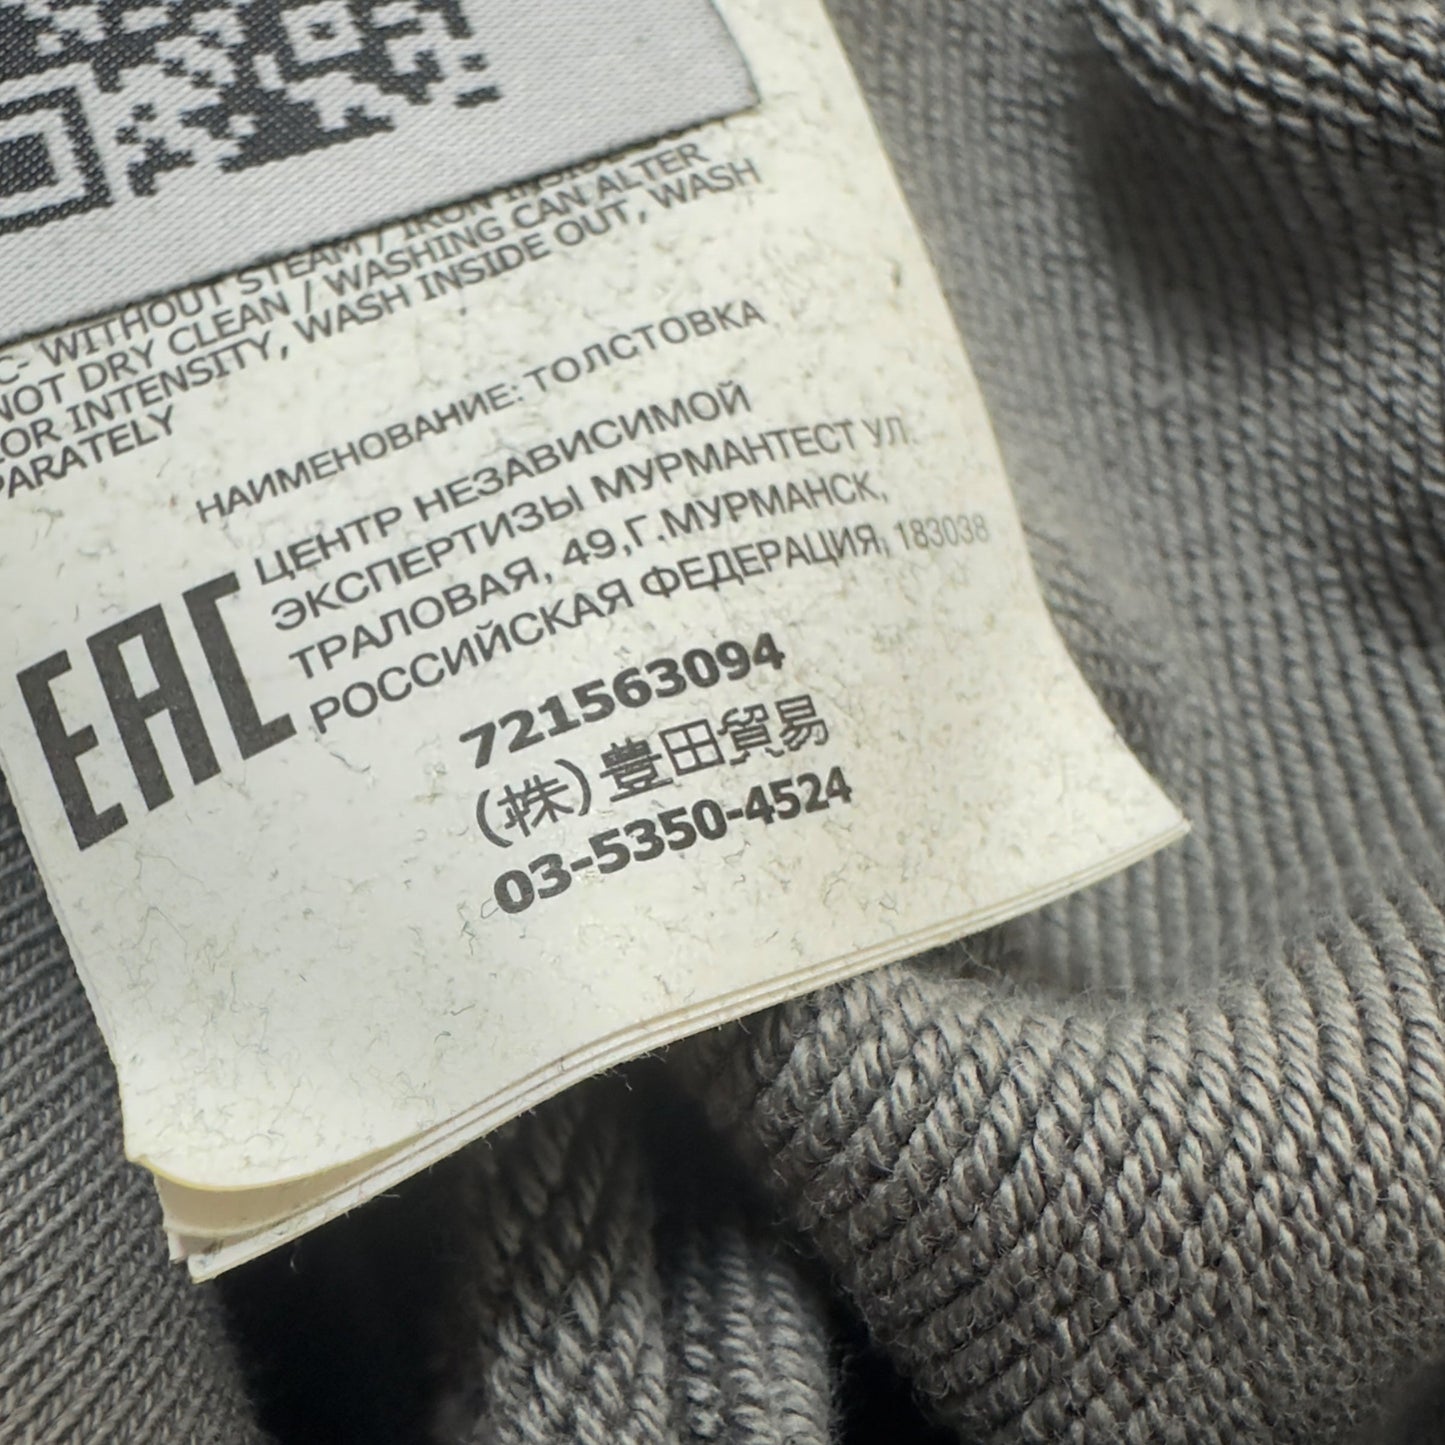 C- WITHOUT STEAM / IRON INSIDE
NOT DRY CLEAN / WASHING CAN ALTER
LOR INTENSITY, WASH INSIDE OUT, WASH
PARATELY
НАИМЕНОВАНИЕ: ТОЛСТОВКА
ЦЕНТР НЕЗАВИСИМОЙ
ЭКСПЕРТИЗЫ МУРМАНТЕСТ УЛ.
ТРАЛОВАЯ, 49,Г.МУРМАНСК,
РОССИЙСКАЯ ФЕДЕРАЦИЯ, 183038
EAC
721563094
(株)豊田貿易
03-5350-4524